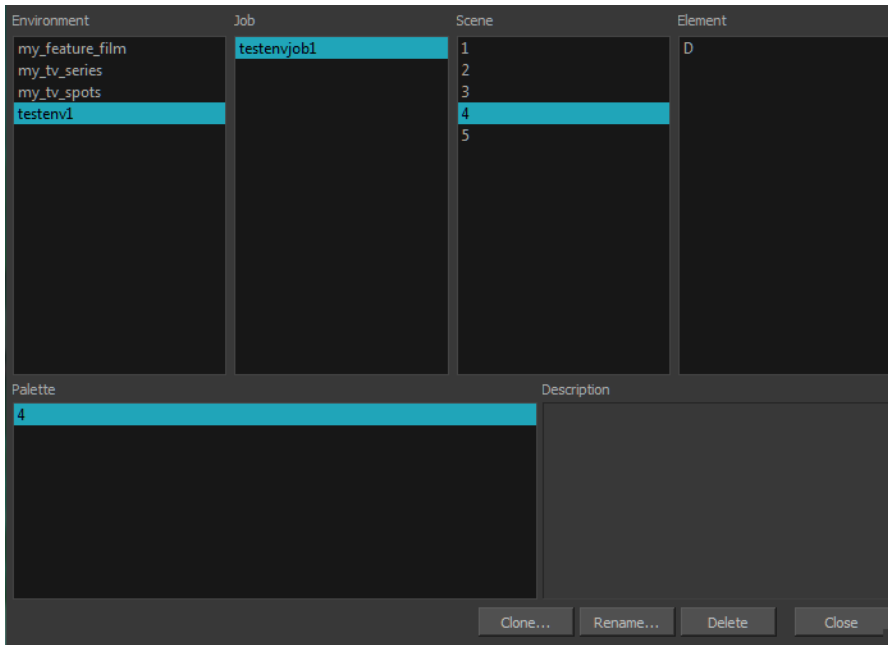 Environment Job Scene Element
my_feature_film testenvjob1 1 D
my_tv_series 2
my_tv_spots 3
testenv1 4
5
Palette Description
4
Clone... Rename... Delete Close